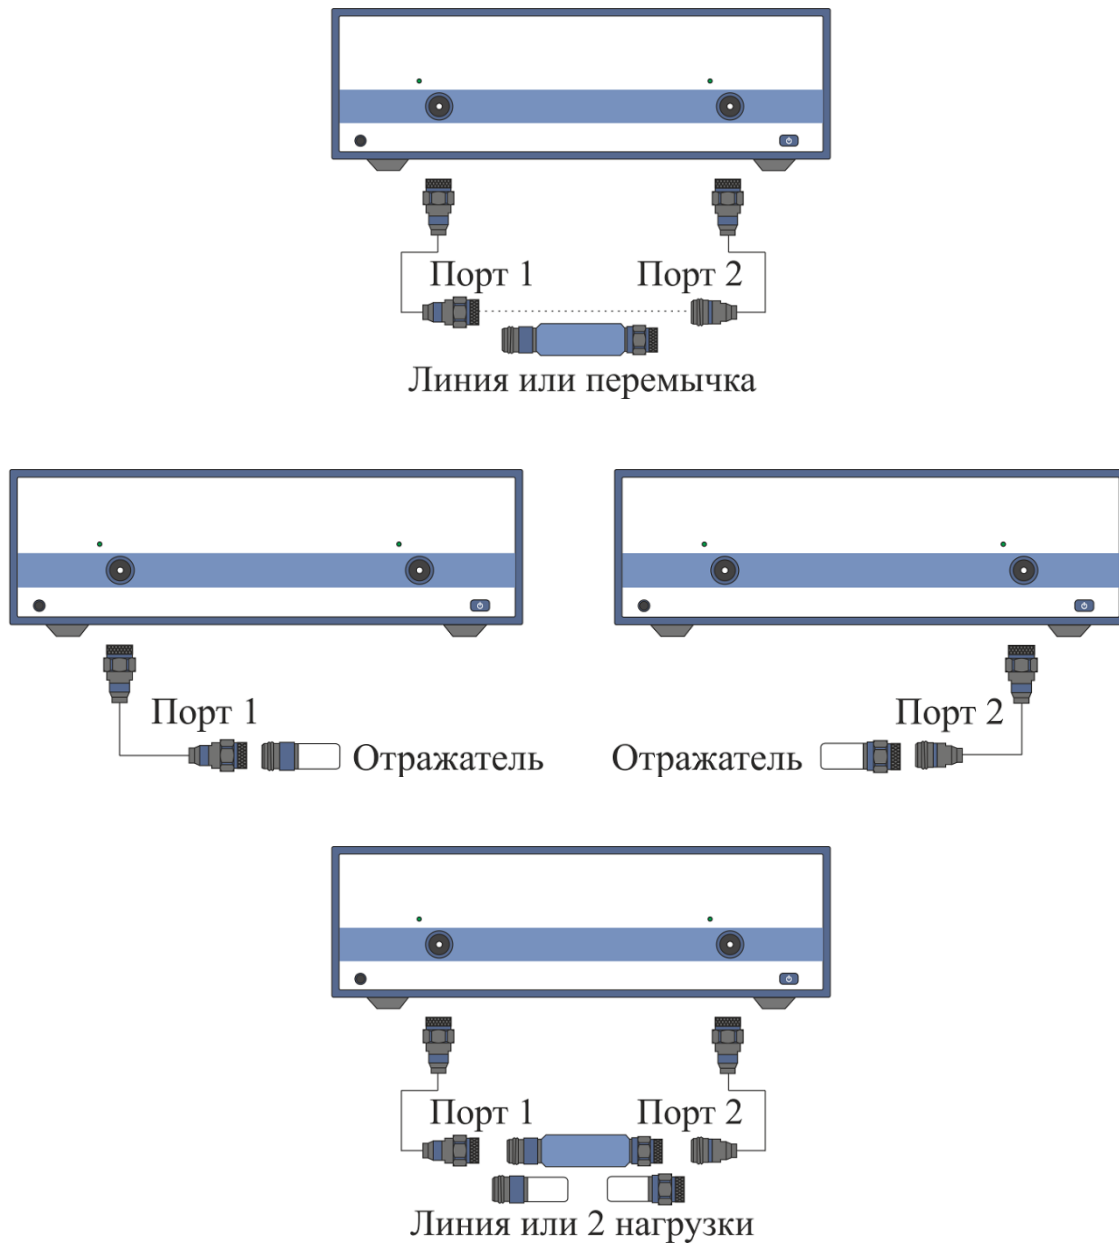 Порт 1 Порт 2
Линия или перемычка
Порт 1 Порт 2
Отражатель Отражатель
Порт 1 Порт 2
Линия или 2 нагрузки